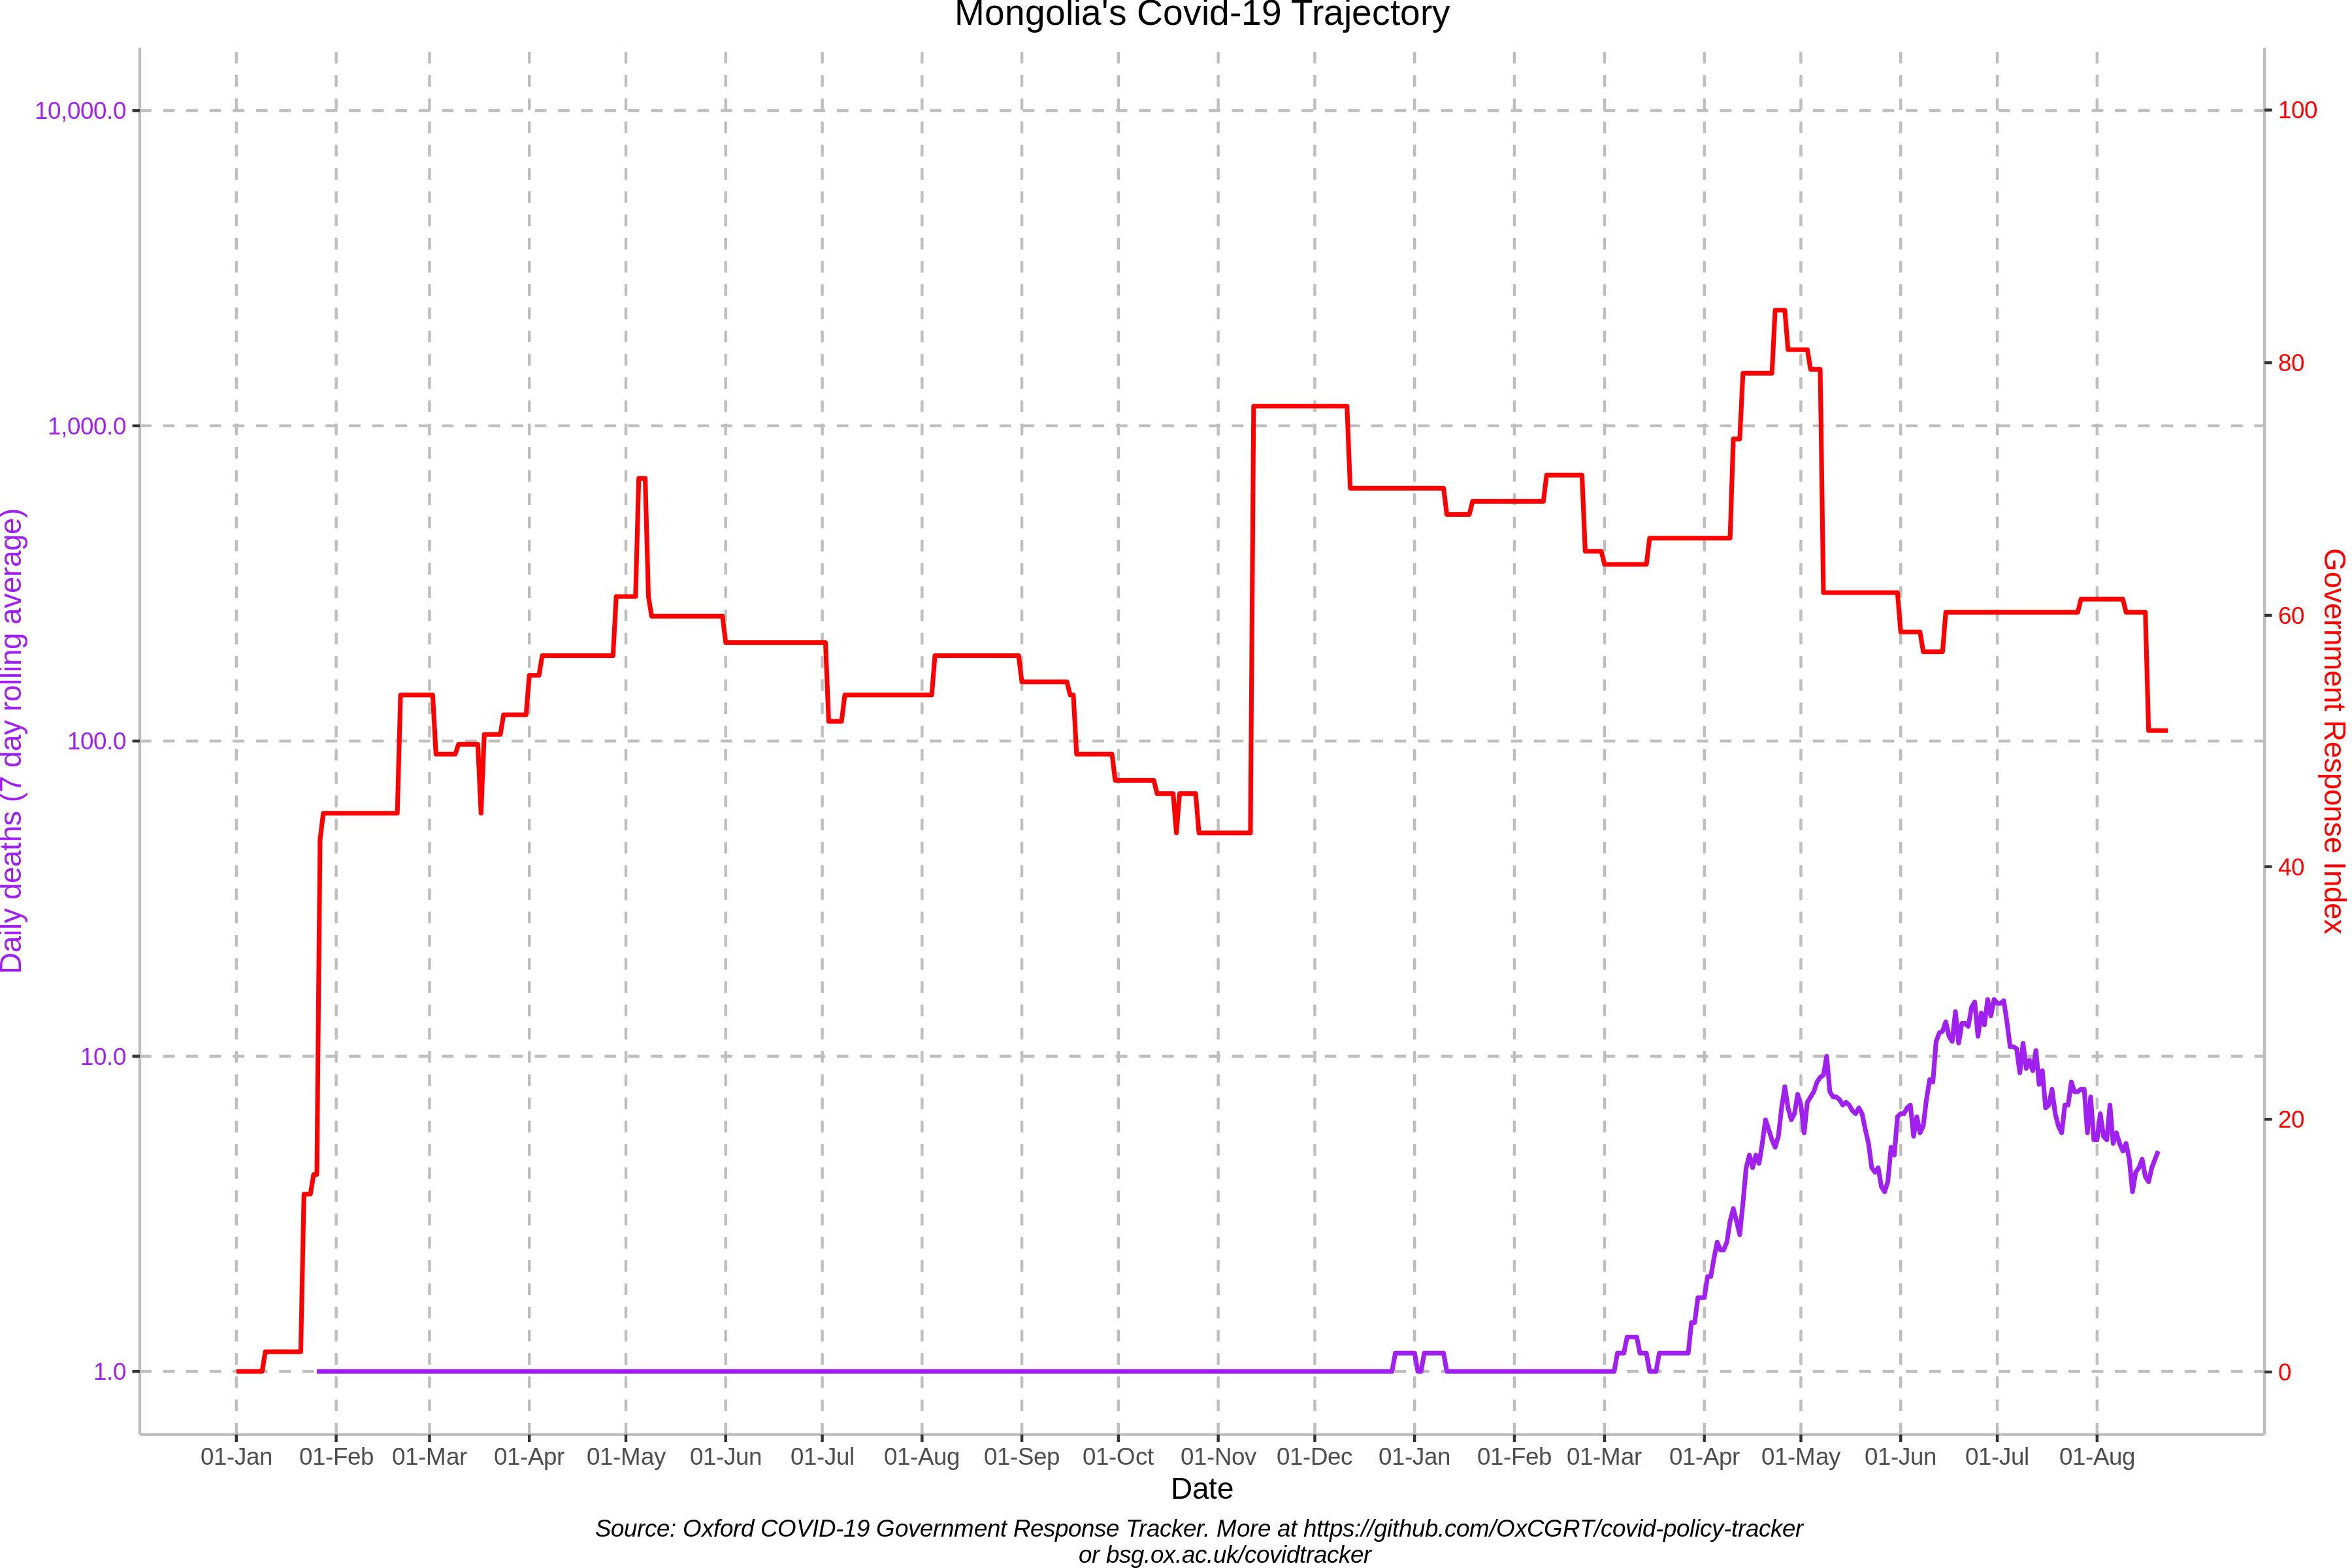 Mongolia's Covid-19 Trajectory
10,000.0
1,000.0
100.0
10.0
1.0
Daily deaths (7 day rolling average)
100
80
60
40
20
0
Government Response Index
01-Jan 01-Feb 01-Mar 01-Apr 01-May 01-Jun 01-Jul 01-Aug 01-Sep 01-Oct 01-Nov 01-Dec 01-Jan 01-Feb 01-Mar 01-Apr 01-May 01-Jun 01-Jul 01-Aug
Date
Source: Oxford COVID-19 Government Response Tracker. More at https://github.com/OxCGRT/covid-policy-tracker
or bsg.ox.ac.uk/covidtracker